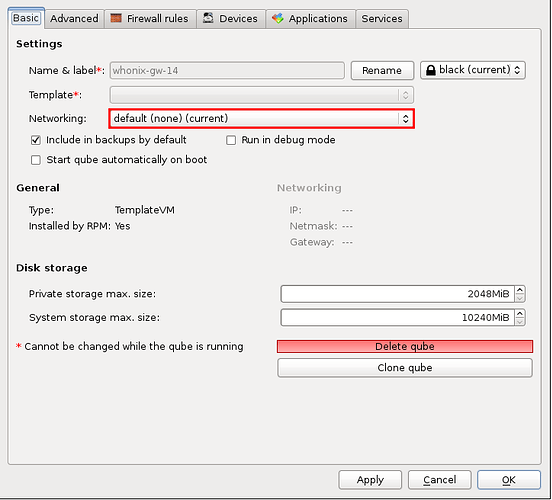 Basic Advanced Firewall rules Devices Applications Services
Settings
Name & label*: whonix-gw-14 Rename black (current)
Template*:
Networking: default (none) (current)
Include in backups by default Run in debug mode
Start qube automatically on boot
General Networking
Type: TemplateVM IP: ---
Installed by RPM: Yes Netmask: ---
Gateway: ---
Disk storage
Private storage max. size: 2048MiB
System storage max. size: 10240MiB
* Cannot be changed while the qube is running Delete qube
Clone qube
Apply Cancel OK